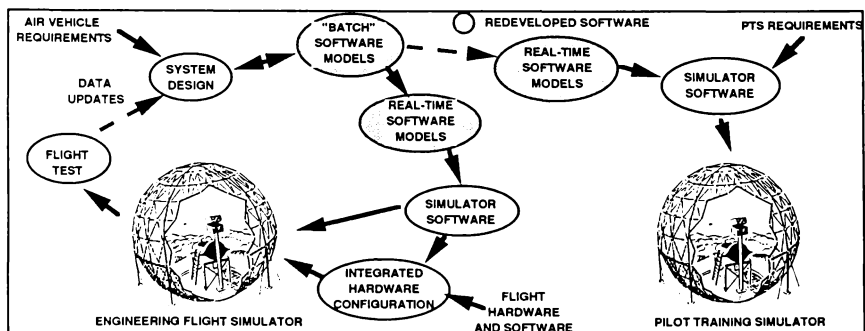 AIR VEHICLE
REQUIREMENTS
"BATCH"
SOFTWARE
MODELS
REDEVELOPED SOFTWARE
PTS REQUIREMENTS
SYSTEM
DESIGN
REAL-TIME
SOFTWARE
MODELS
SIMULATOR
SOFTWARE
DATA
UPDATES
REAL-TIME
SOFTWARE
MODELS
FLIGHT
TEST
SIMULATOR
SOFTWARE
INTEGRATED
HARDWARE
CONFIGURATION
FLIGHT
HARDWARE
AND SOFTWARE
ENGINEERING FLIGHT SIMULATOR
PILOT TRAINING SIMULATOR